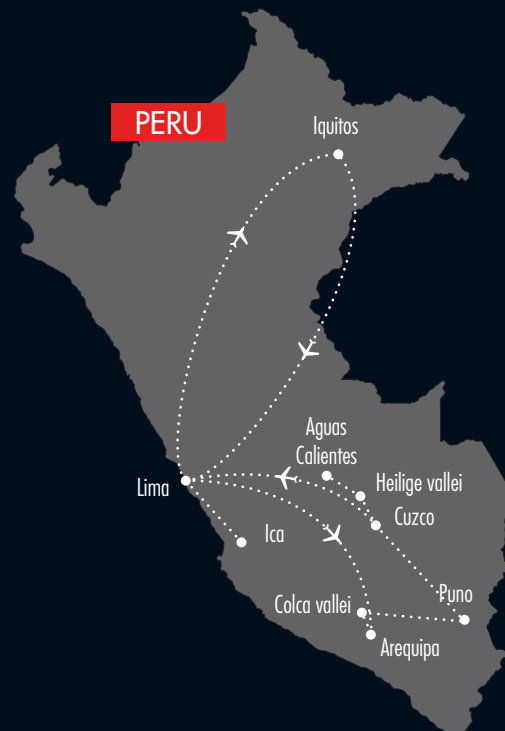 PERU
Iquitos
Aguas
Calientes
Heilige vallei
Lima
Cuzco
Ica
Colca vallei
Puno
Arequipa